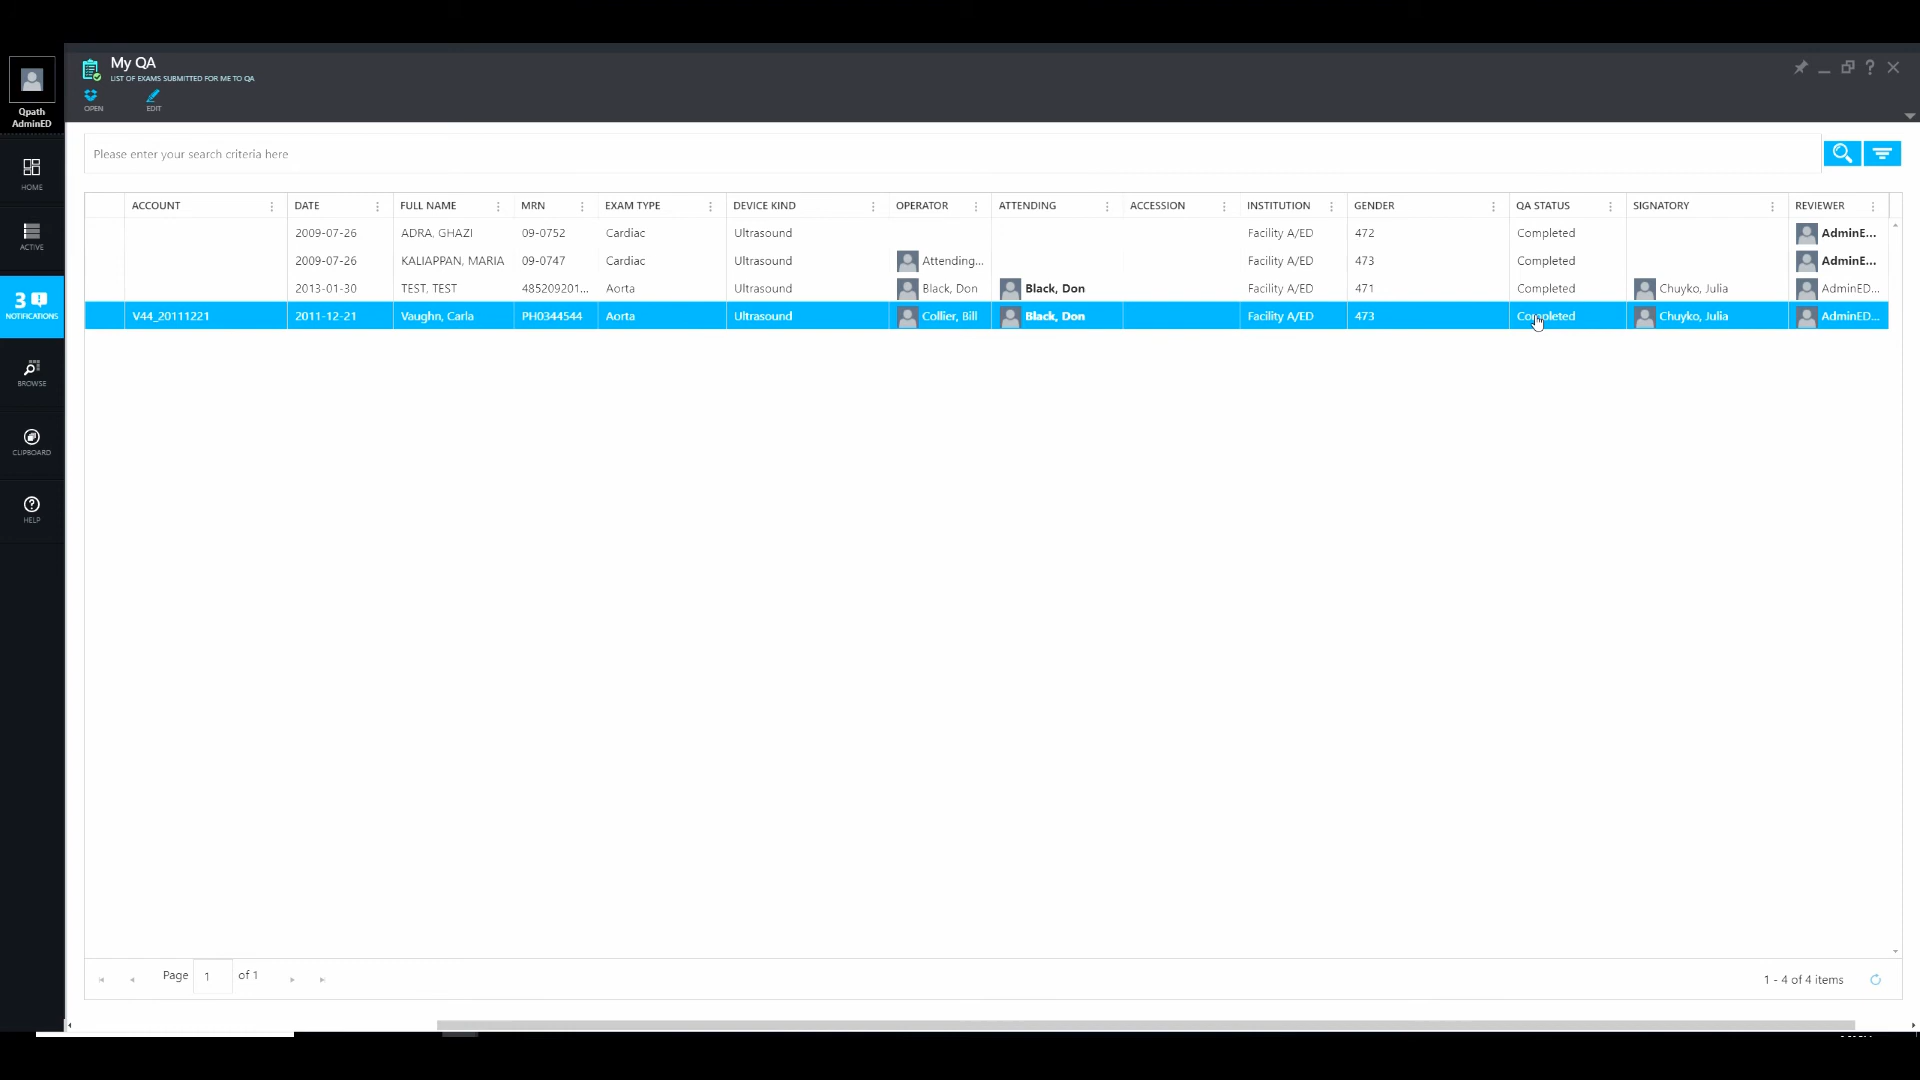 My QA
LIST OF EXAMS SUBMITTED FOR ME TO QA
OPEN EDIT
Qpath
AdminED
HOME
ACTIVE
3
NOTIFICATIONS
BROWSE
CLIPBOARD
HELP
Please enter your search criteria here
ACCOUNT DATE FULL NAME MRN EXAM TYPE DEVICE KIND OPERATOR ATTENDING ACCESSION INSTITUTION GENDER QA STATUS SIGNATORY REVIEWER
2009-07-26 ADRA, GHAZI 09-0752 Cardiac Ultrasound Facility A/ED 472 Completed AdminE...
2009-07-26 KALIAPPAN, MARIA 09-0747 Cardiac Ultrasound Attending... Facility A/ED 473 Completed AdminE...
2013-01-30 TEST, TEST 485209201... Aorta Ultrasound Black, Don Black, Don Facility A/ED 471 Completed Chuyko, Julia AdminED...
V44_20111221 2011-12-21 Vaughn, Carla PH0344544 Aorta Ultrasound Collier, Bill Black, Don Facility A/ED 473 Completed Chuyko, Julia AdminED...
Page 1 of 1
1 - 4 of 4 items